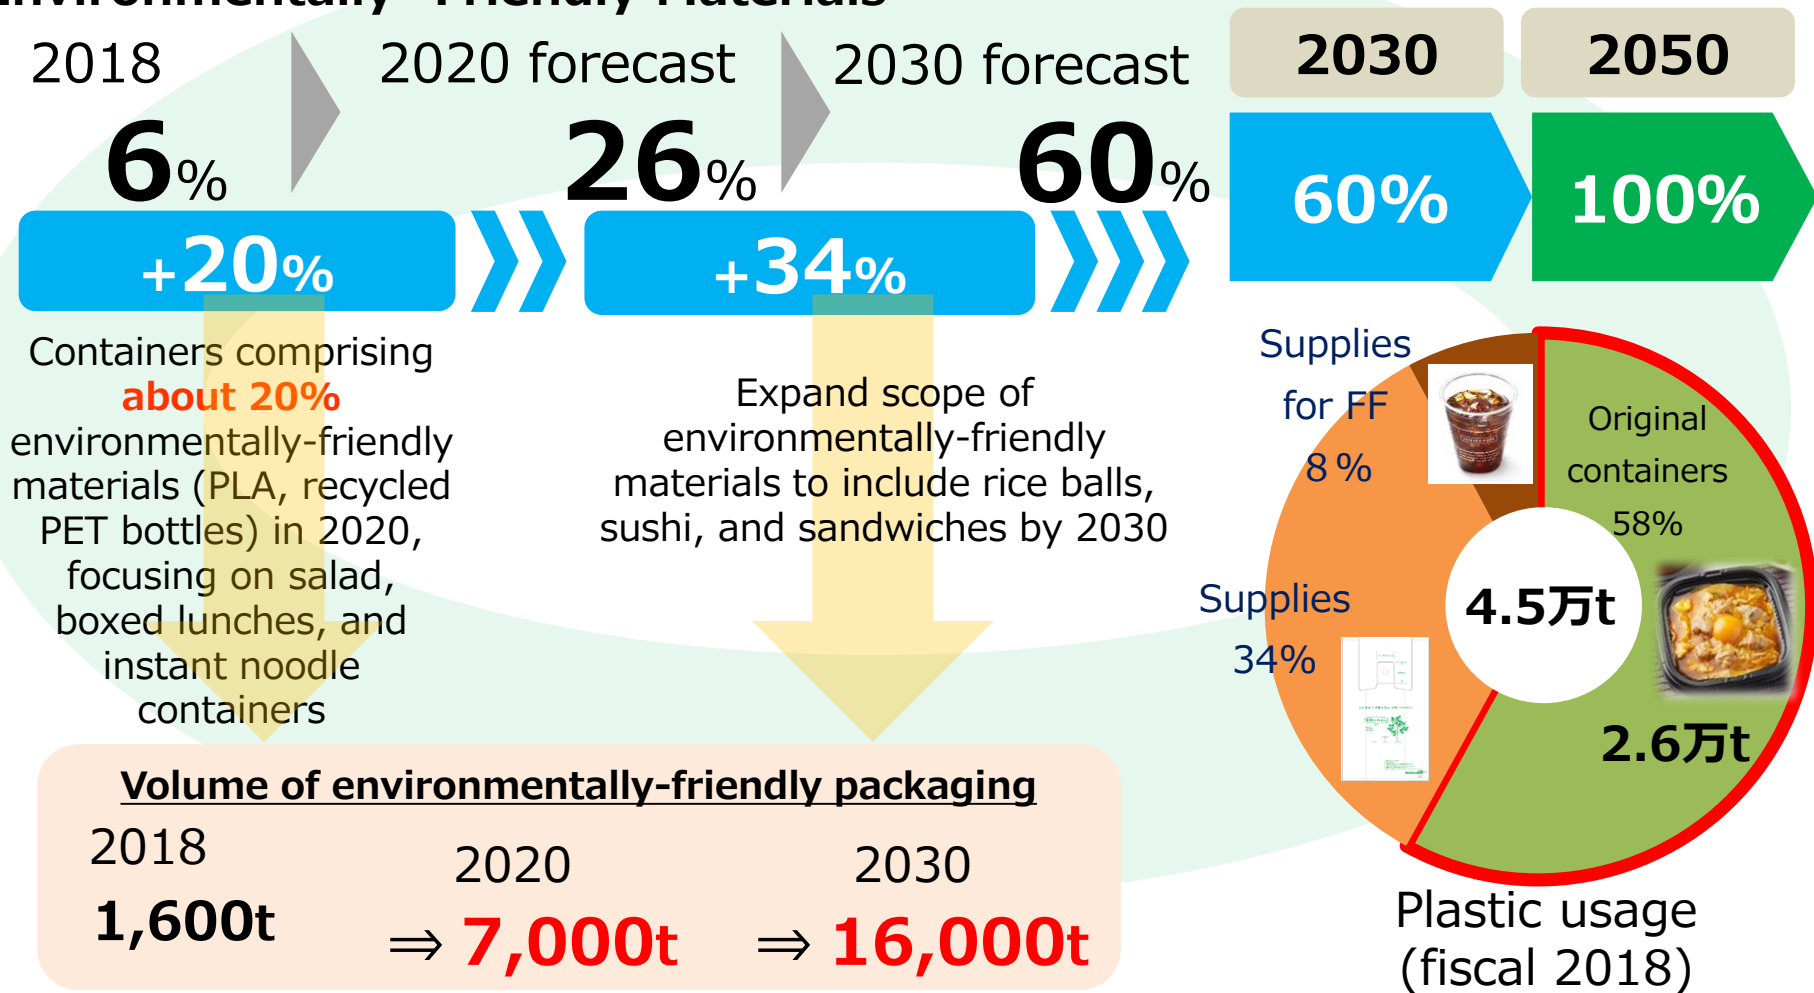 Environmentally- Friendly Materials
2018
2020 forecast
2030 forecast
6%
26%
60%
+20%
+34%
Containers comprising
about 20%
environmentally-friendly
materials (PLA, recycled
PET bottles) in 2020,
focusing on salad,
boxed lunches, and
instant noodle
containers
Expand scope of
environmentally-friendly
materials to include rice balls,
sushi, and sandwiches by 2030
Volume of environmentally-friendly packaging
2018
2020
2030
1,600t
⇒ 7,000t
⇒ 16,000t
2030
2050
60%
100%
Supplies
for FF
8%
Original
containers
58%
Supplies
34%
4.5万t
2.6万t
Plastic usage
(fiscal 2018)